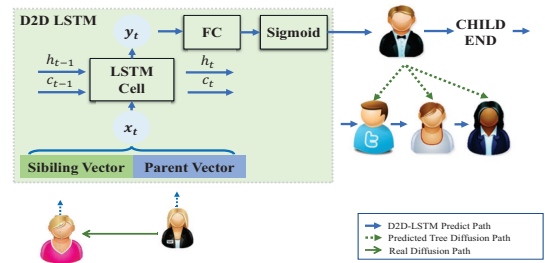 D2D LSTM
y_t
FC
Sigmoid
CHILD
END
h_{t-1}
c_{t-1}
LSTM
Cell
h_t
c_t
x_t
Sibiling Vector
Parent Vector
D2D-LSTM Predict Path
Predicted Tree Diffusion Path
Real Diffusion Path